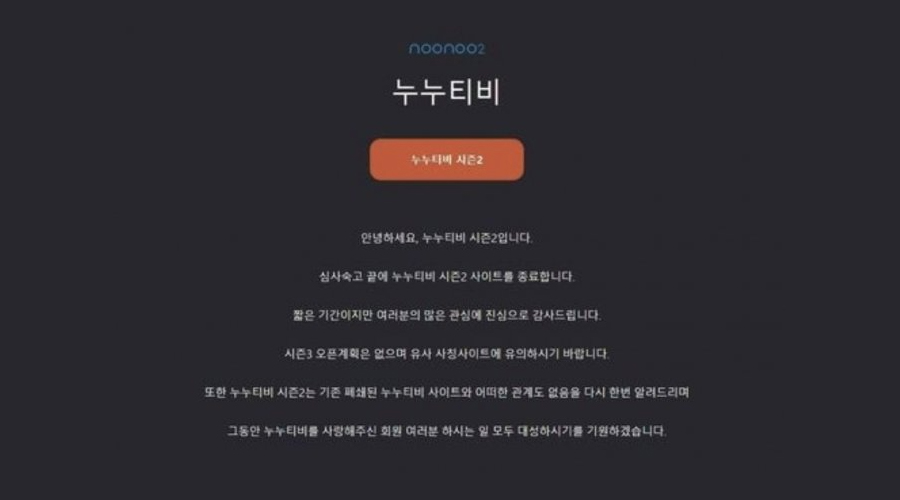 noonoo2
누누티비
누누티비 시즌2
안녕하세요, 누누티비 시즌2입니다.
심사숙고 끝에 누누티비 시즌2 사이트를 종료합니다.
짧은 기간이지만 여러분의 많은 관심에 진심으로 감사드립니다.
시즌3 오픈계획은 없으며 유사 사칭사이트에 유의하시기 바랍니다.
또한 누누티비 시즌2는 기존 폐쇄된 누누티비 사이트와 어떠한 관계도 없음을 다시 한번 알려드리며
그동안 누누티비를 사랑해주신 회원 여러분 하시는 일 모두 대성하시기를 기원하겠습니다.